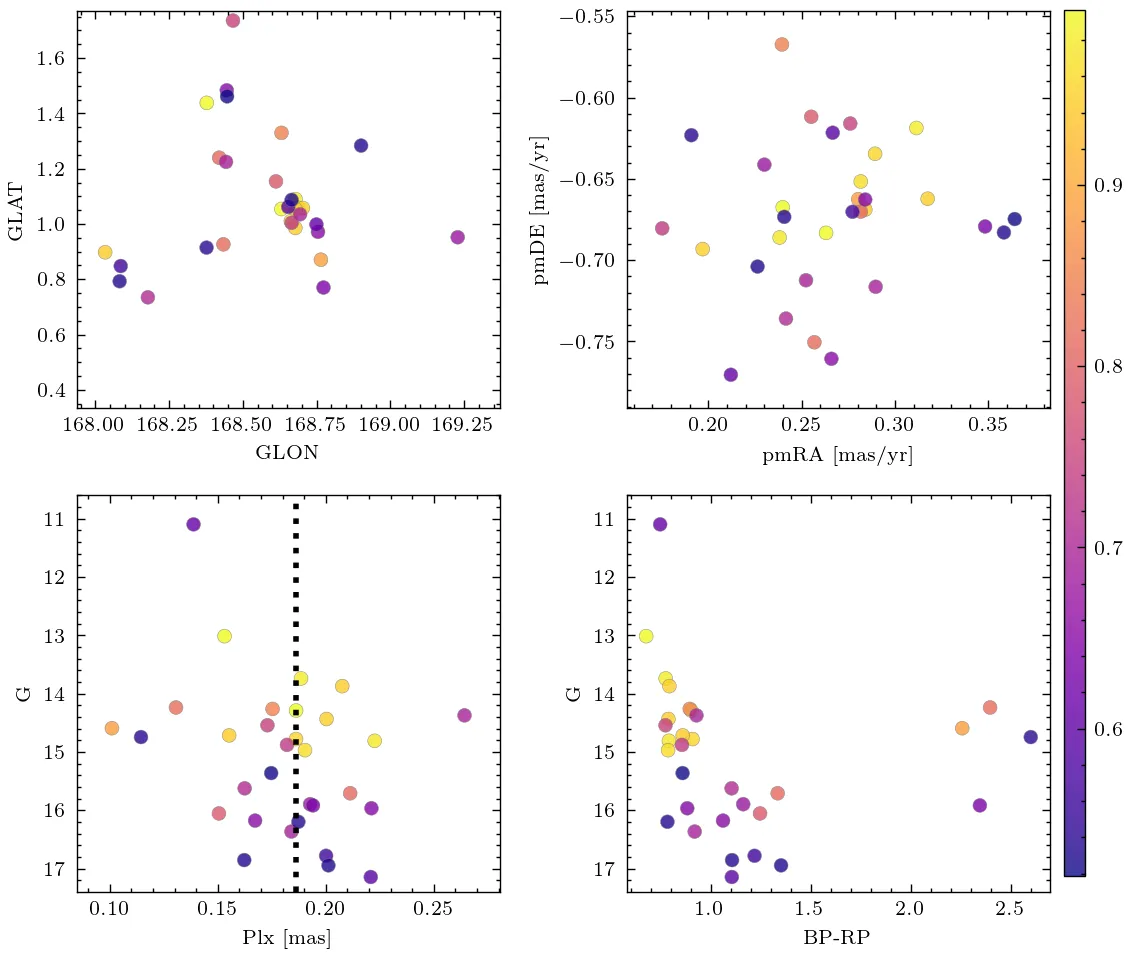 1.6
1.4
1.2
1.0
0.8
0.6
0.4
GLAT
168.00 168.25 168.50 168.75 169.00 169.25
GLON
−0.55
−0.60
−0.65
−0.70
−0.75
pmDE [mas/yr]
0.20 0.25 0.30 0.35
pmRA [mas/yr]
0.9
0.8
0.7
0.6
11
12
13
14
15
16
17
G
0.10 0.15 0.20 0.25
Plx [mas]
11
12
13
14
15
16
17
G
1.0 1.5 2.0 2.5
BP-RP